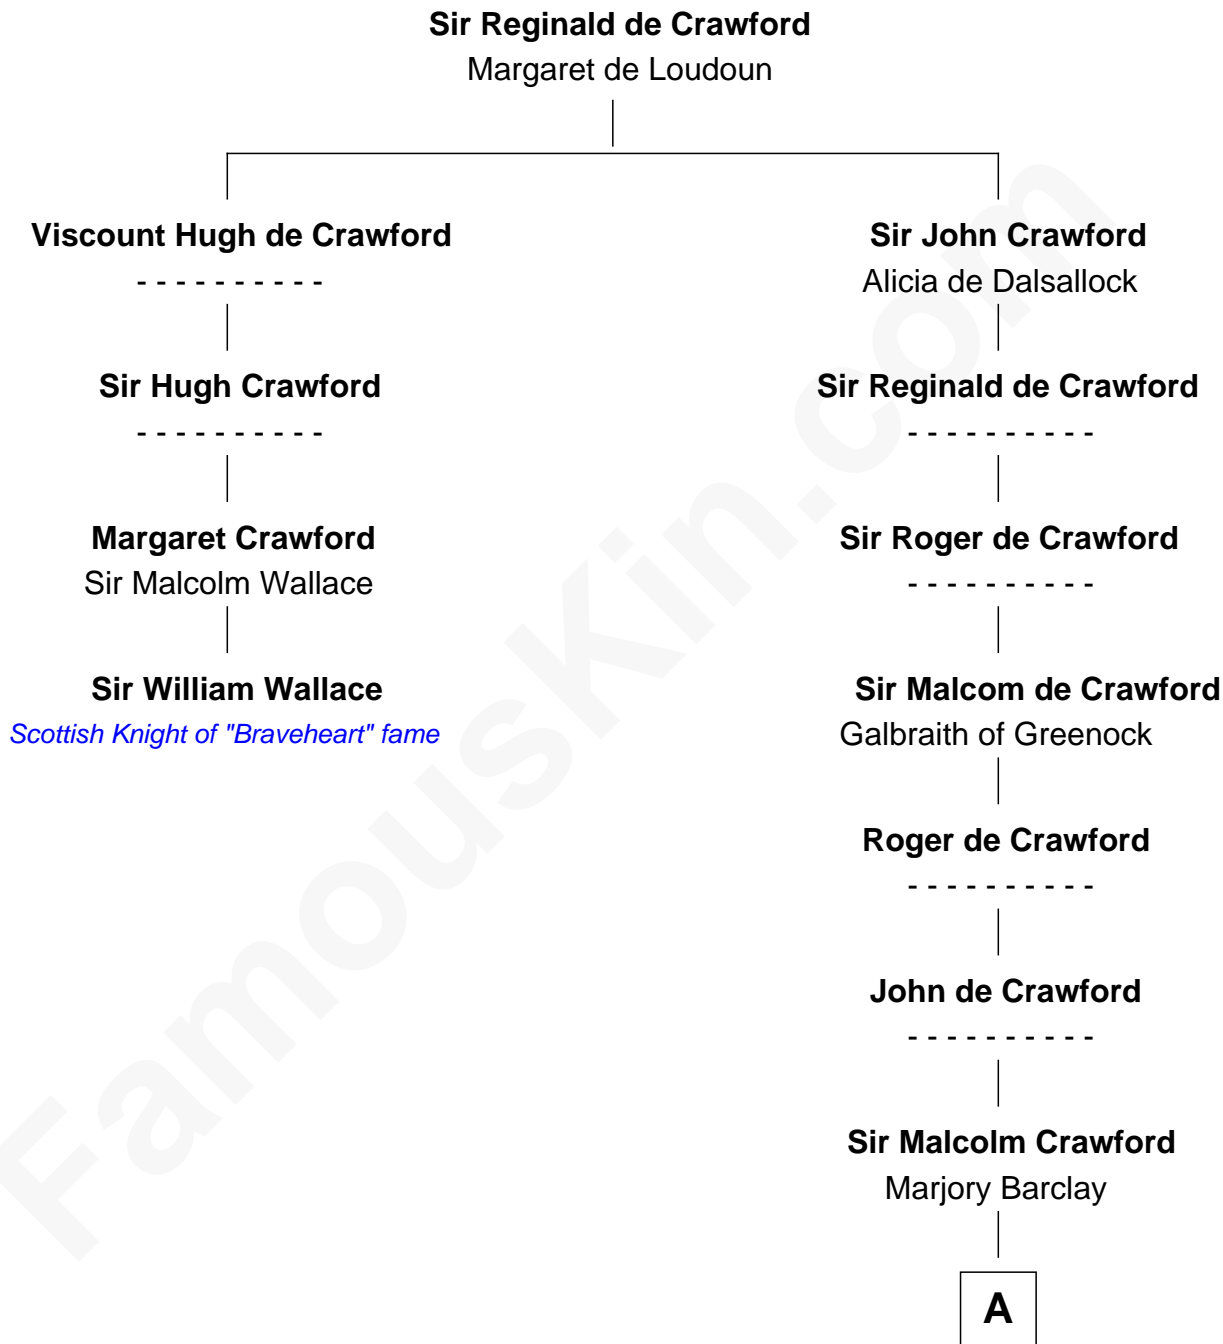 Sir Reginald de Crawford
Margaret de Loudoun
Viscount Hugh de Crawford
- - - - - - - - - -
Sir Hugh Crawford
- - - - - - - - - -
Margaret Crawford
Sir Malcolm Wallace
Sir William Wallace
Scottish Knight of "Braveheart" fame
Sir John Crawford
Alicia de Dalsallock
Sir Reginald de Crawford
- - - - - - - - - -
Sir Roger de Crawford
- - - - - - - - - -
Sir Malcom de Crawford
Galbraith of Greenock
Roger de Crawford
- - - - - - - - - -
John de Crawford
- - - - - - - - - -
Sir Malcolm Crawford
Marjory Barclay
A
FamousKin.com